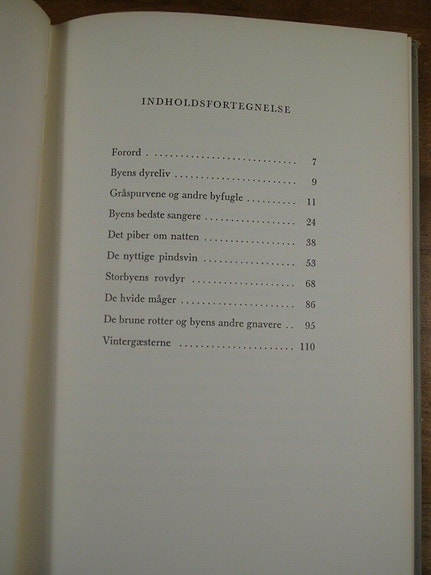 INDHOLDSFORTEGNELSE
Forord . . . . . . . . . . . . . . . . . . . . . . . . . . . 7
Byens dyreliv . . . . . . . . . . . . . . . . . . . . . . 9
Gråspurvene og andre byfugle . . . . . . . . . 11
Byens bedste sangere . . . . . . . . . . . . . . . . 24
Det piber om natten . . . . . . . . . . . . . . . . 38
De nyttige pindsvin . . . . . . . . . . . . . . . . 53
Storbyens rovdyr . . . . . . . . . . . . . . . . . . . 68
De hvide måger . . . . . . . . . . . . . . . . . . . . 86
De brune rotter og byens andre gnavere . . 95
Vintergæsterne . . . . . . . . . . . . . . . . . . . . 110